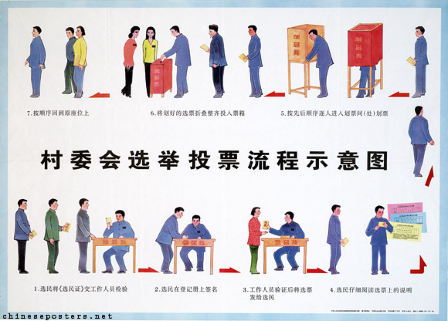 7.按顺序回到原座位上
6.将划好的选票折叠整齐投入票箱
5.按先后顺序逐人进入划票间(处)划票
村委会选举投票流程示意图
1.选民将《选民证》交工作人员检验
2.选民在登记册上签名
3.工作人员验证后将选票
发给选民
4.选民仔细阅读选票上的说明
chineseposters.net